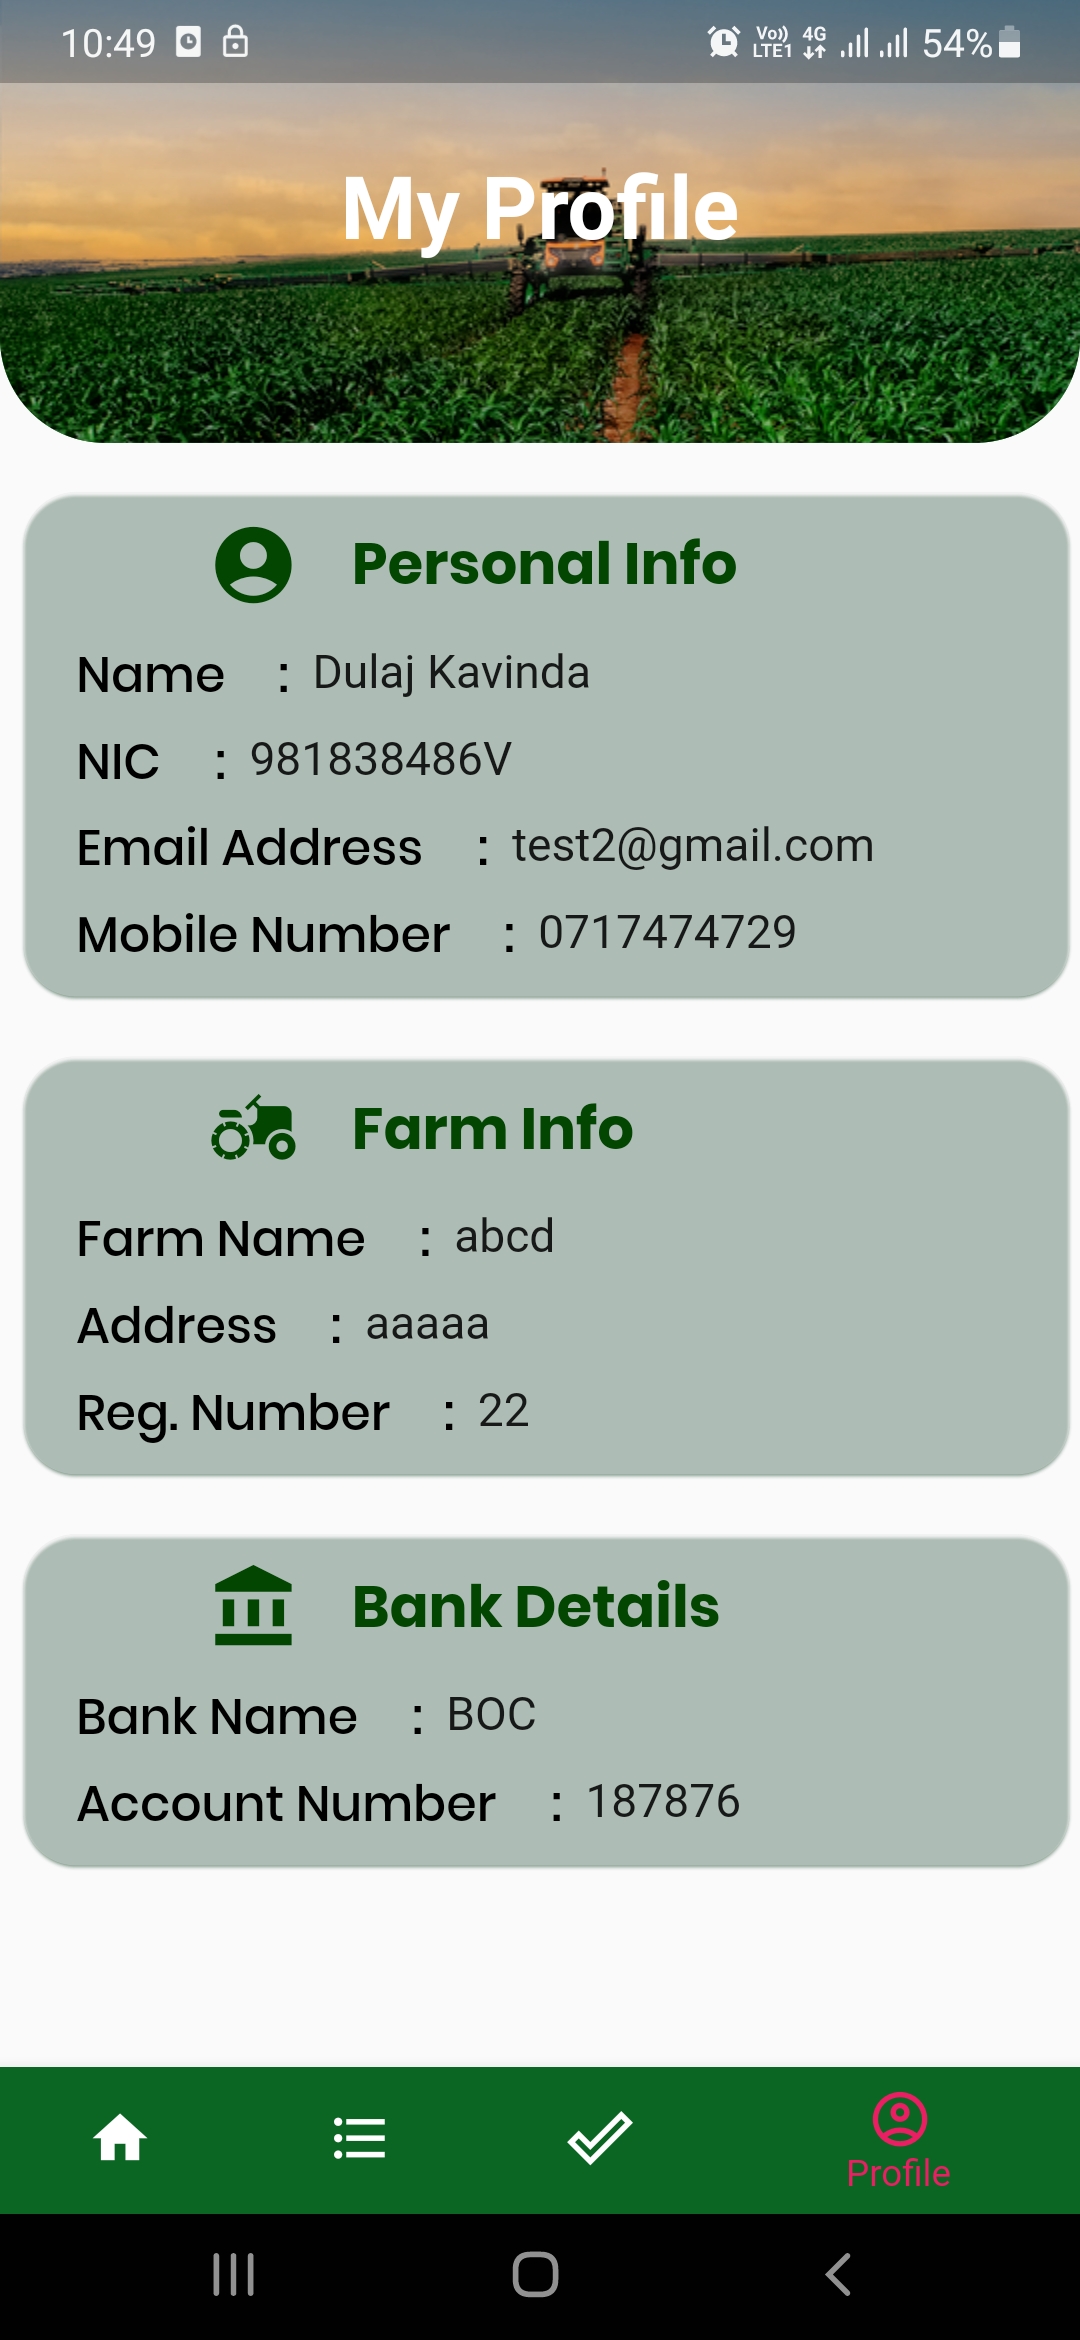 10:49 Vo)) LTE1 4G 54%
My Profile
Personal Info
Name : Dulaj Kavinda
NIC : 981838486V
Email Address : test2@gmail.com
Mobile Number : 0717474729
Farm Info
Farm Name : abcd
Address : aaaaa
Reg. Number : 22
Bank Details
Bank Name : BOC
Account Number : 187876
Profile